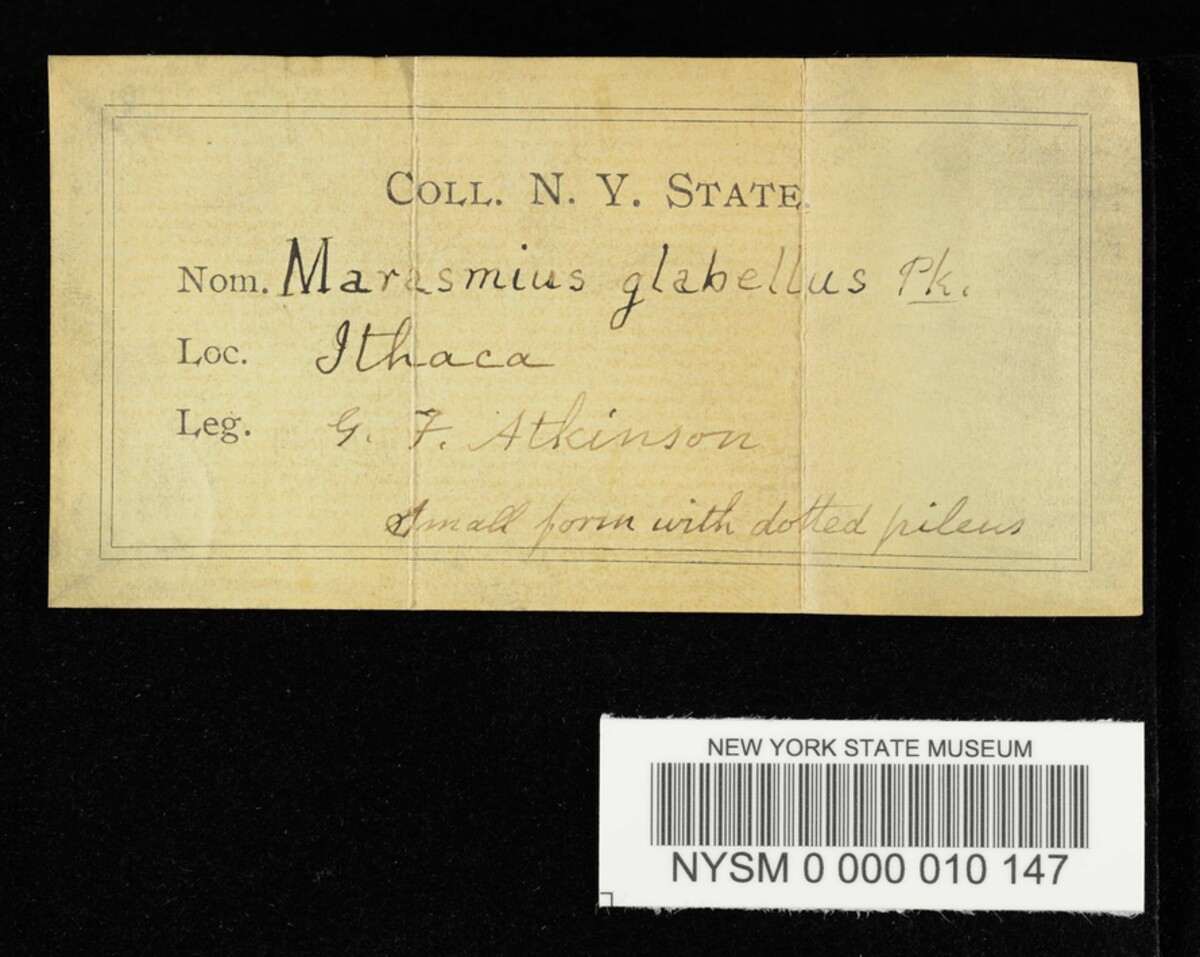 COLL. N. Y. STATE.
Nom. Marasmius glabellus Pk.
Loc. Ithaca
Leg. G. F. Atkinson
Small form with dotted pileus
NEW YORK STATE MUSEUM
NYSM 0 000 010 147